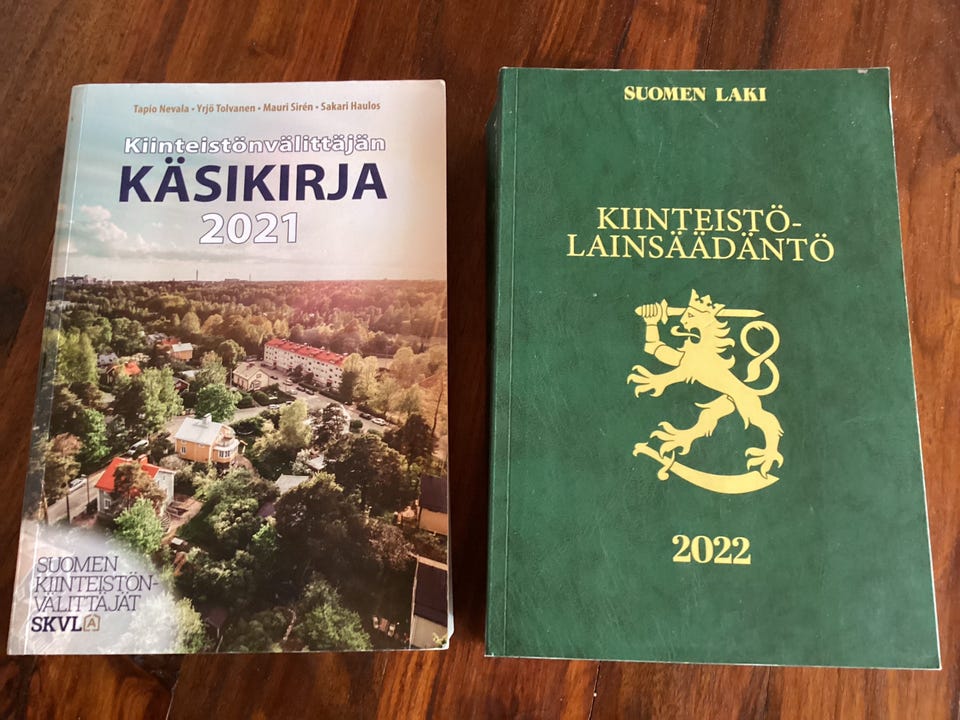 Tapio Nevala • Yrjö Tolvanen • Mauri Sirén • Sakari Haulos
Kiinteistönvälittäjän
KÄSIKIRJA
2021
SUOMEN
KIINTEISTÖN-
VÄLITTÄJÄT
SKVL A
SUOMEN LAKI
KIINTEISTÖ-
LAINSÄÄDÄNTÖ
2022